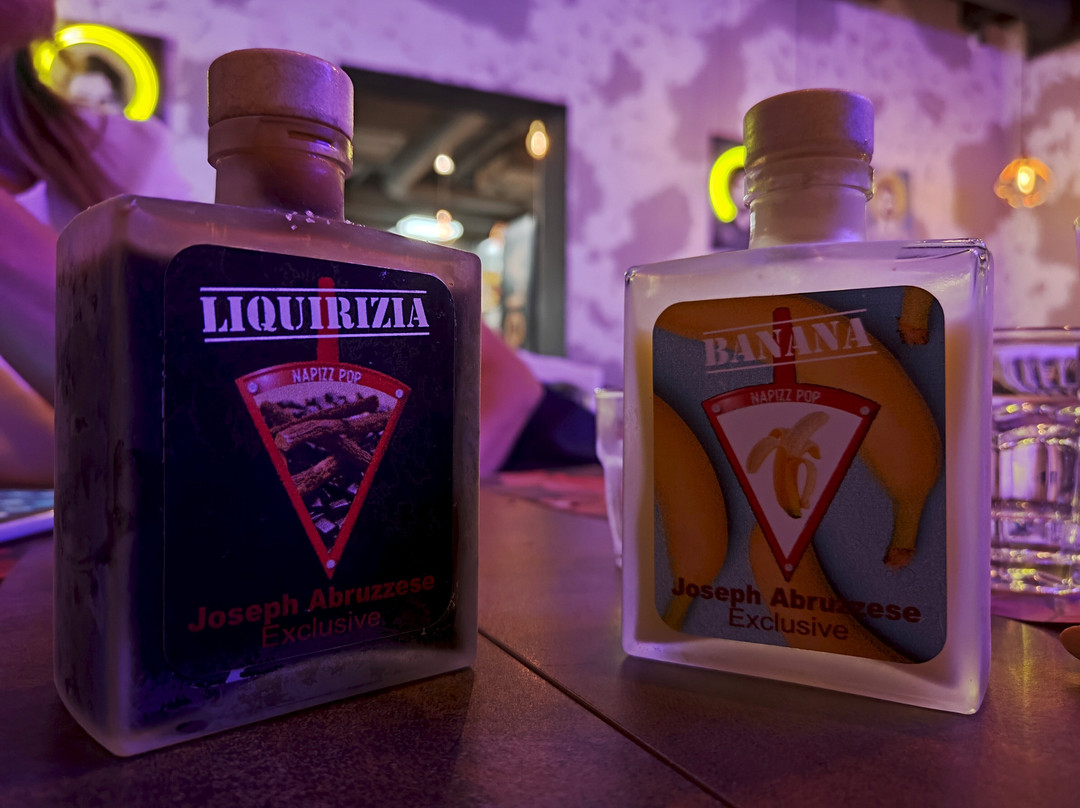 LIQUIRIZIA
NAPIZZ POP
Joseph Abruzzese
Exclusive
BANANA
NAPIZZ POP
Joseph Abruzzese
Exclusive